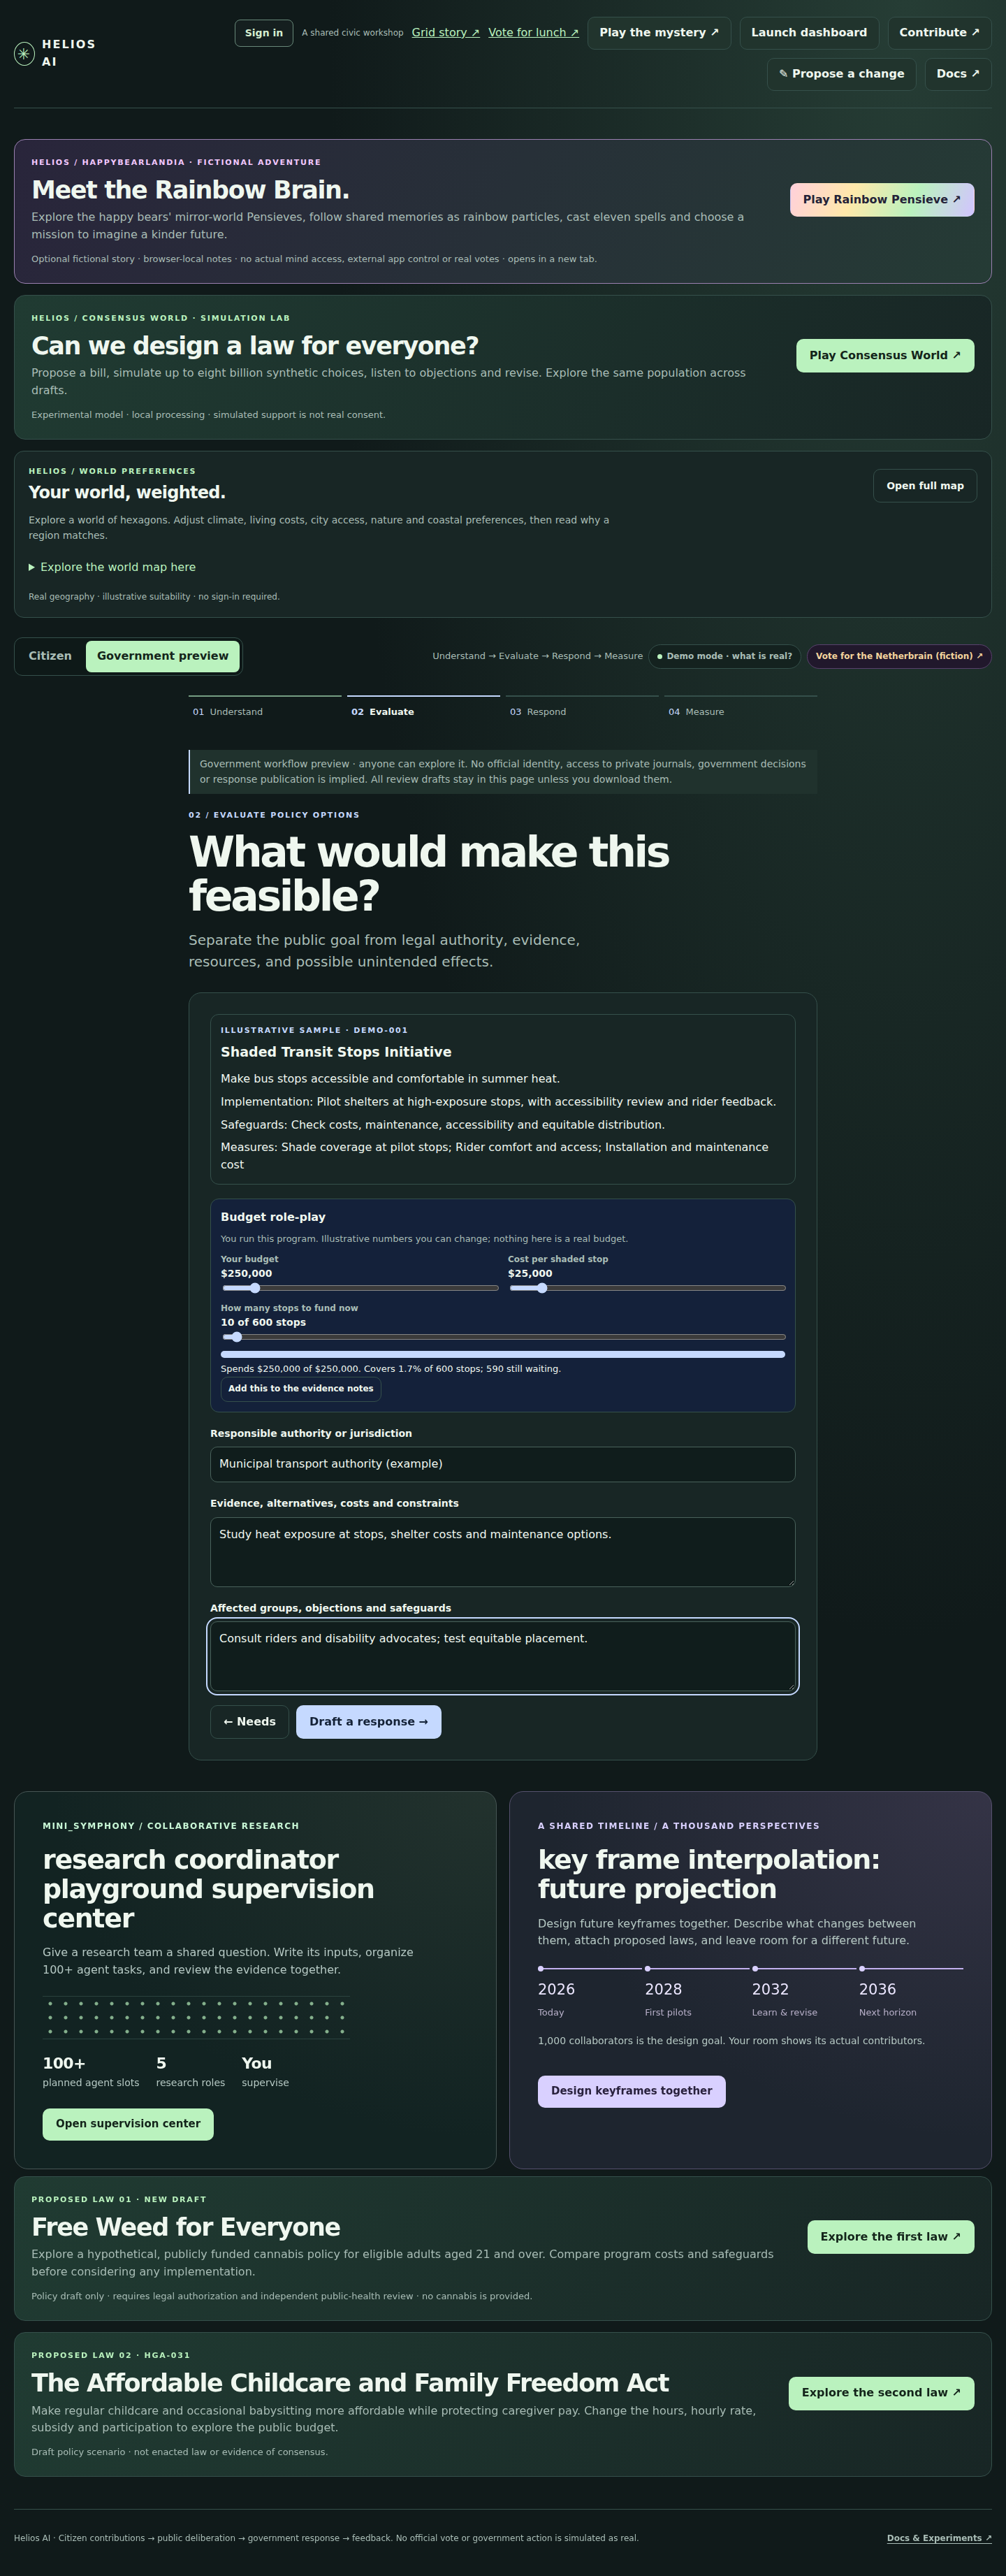 HELIOS
AI
Sign in
A shared civic workshop
Grid story ↗
Vote for lunch ↗
Play the mystery ↗
Launch dashboard
Contribute ↗
✎ Propose a change
Docs ↗
HELIOS / HAPPYBEARLANDIA · FICTIONAL ADVENTURE
Meet the Rainbow Brain.
Explore the happy bears' mirror-world Pensieves, follow shared memories as rainbow particles, cast eleven spells and choose a
mission to imagine a kinder future.
Optional fictional story · browser-local notes · no actual mind access, external app control or real votes · opens in a new tab.
Play Rainbow Pensieve ↗
HELIOS / CONSENSUS WORLD · SIMULATION LAB
Can we design a law for everyone?
Propose a bill, simulate up to eight billion synthetic choices, listen to objections and revise. Explore the same population across
drafts.
Experimental model · local processing · simulated support is not real consent.
Play Consensus World ↗
HELIOS / WORLD PREFERENCES
Your world, weighted.
Explore a world of hexagons. Adjust climate, living costs, city access, nature and coastal preferences, then read why a
region matches.
▶ Explore the world map here
Real geography · illustrative suitability · no sign-in required.
Open full map
Citizen
Government preview
Understand → Evaluate → Respond → Measure
● Demo mode · what is real?
Vote for the Netherbrain (fiction) ↗
01 Understand
02 Evaluate
03 Respond
04 Measure
Government workflow preview · anyone can explore it. No official identity, access to private journals, government decisions
or response publication is implied. All review drafts stay in this page unless you download them.
02 / EVALUATE POLICY OPTIONS
What would make this
feasible?
Separate the public goal from legal authority, evidence,
resources, and possible unintended effects.
ILLUSTRATIVE SAMPLE · DEMO-001
Shaded Transit Stops Initiative
Make bus stops accessible and comfortable in summer heat.
Implementation: Pilot shelters at high-exposure stops, with accessibility review and rider feedback.
Safeguards: Check costs, maintenance, accessibility and equitable distribution.
Measures: Shade coverage at pilot stops; Rider comfort and access; Installation and maintenance
cost
Budget role-play
You run this program. Illustrative numbers you can change; nothing here is a real budget.
Your budget
$250,000
Cost per shaded stop
$25,000
How many stops to fund now
10 of 600 stops
Spends $250,000 of $250,000. Covers 1.7% of 600 stops; 590 still waiting.
Add this to the evidence notes
Responsible authority or jurisdiction
Municipal transport authority (example)
Evidence, alternatives, costs and constraints
Study heat exposure at stops, shelter costs and maintenance options.
Affected groups, objections and safeguards
Consult riders and disability advocates; test equitable placement.
← Needs
Draft a response →
MINI_SYMPHONY / COLLABORATIVE RESEARCH
research coordinator
playground supervision
center
Give a research team a shared question. Write its inputs, organize
100+ agent tasks, and review the evidence together.
100+
planned agent slots
5
research roles
You
supervise
Open supervision center
A SHARED TIMELINE / A THOUSAND PERSPECTIVES
key frame interpolation:
future projection
Design future keyframes together. Describe what changes between
them, attach proposed laws, and leave room for a different future.
2026
Today
2028
First pilots
2032
Learn & revise
2036
Next horizon
1,000 collaborators is the design goal. Your room shows its actual contributors.
Design keyframes together
PROPOSED LAW 01 · NEW DRAFT
Free Weed for Everyone
Explore a hypothetical, publicly funded cannabis policy for eligible adults aged 21 and over. Compare program costs and safeguards
before considering any implementation.
Policy draft only · requires legal authorization and independent public-health review · no cannabis is provided.
Explore the first law ↗
PROPOSED LAW 02 · HGA-031
The Affordable Childcare and Family Freedom Act
Make regular childcare and occasional babysitting more affordable while protecting caregiver pay. Change the hours, hourly rate,
subsidy and participation to explore the public budget.
Draft policy scenario · not enacted law or evidence of consensus.
Explore the second law ↗
Helios AI · Citizen contributions → public deliberation → government response → feedback. No official vote or government action is simulated as real.
Docs & Experiments ↗